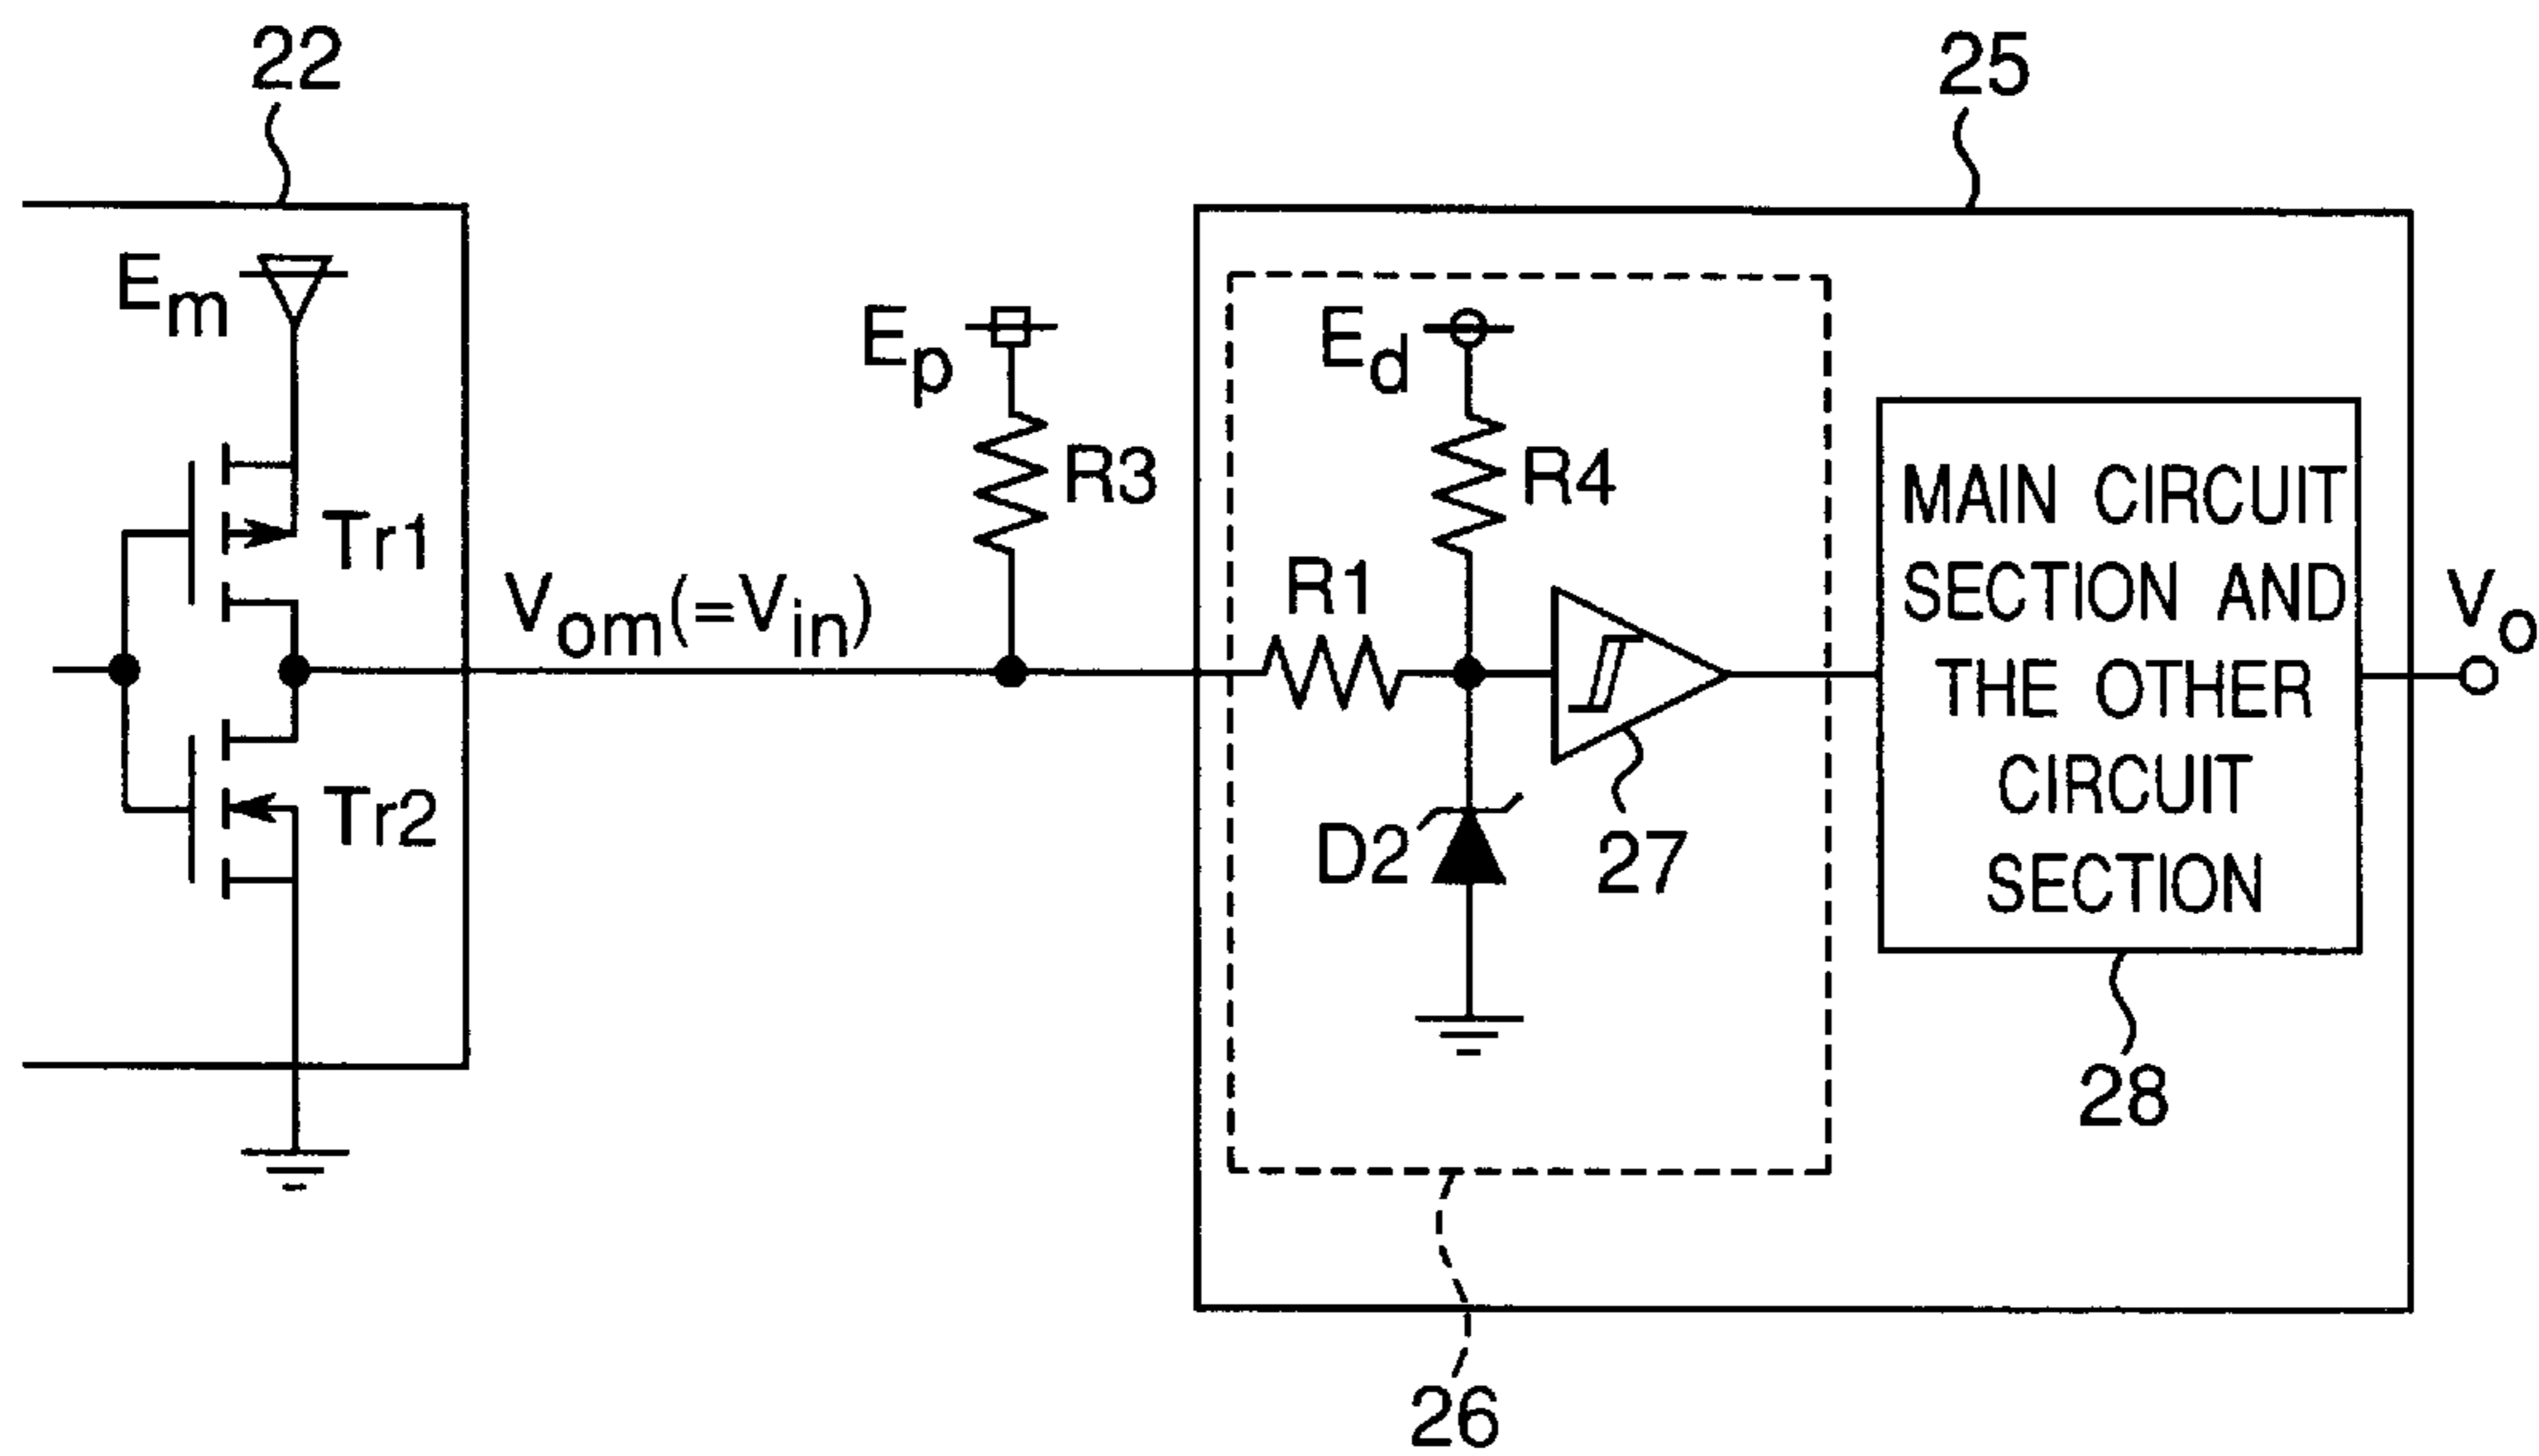 22
25
Em
Ep
Ed
R3
R4
Tr1
Vom(=Vin)
R1
MAIN CIRCUIT
SECTION AND
THE OTHER
CIRCUIT
SECTION
Vo
Tr2
D2
27
28
26